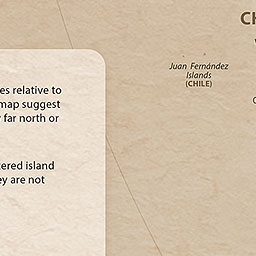 es relative to
map suggest
far north or
ered island
ey are not
Juan Fernández
Islands
(CHILE)
CH